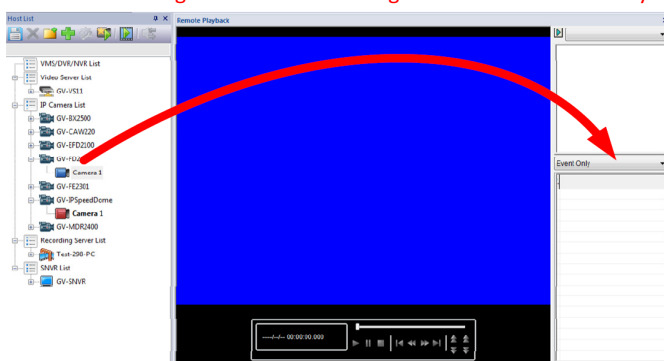 Host List
Remote Playback
VMS/DVR/NVR List
Video Server List
GV-VS11
IP Camera List
GV-BX2500
GV-CAW220
GV-EFD2100
Camera 1
GV-FE2301
GV-IPSpeedDome
Camera 1
GV-MDR2400
Recording Server List
Test-208-PC
SNVR List
GV-SNVR
Event Only
----/--/-- 00:00:00.000